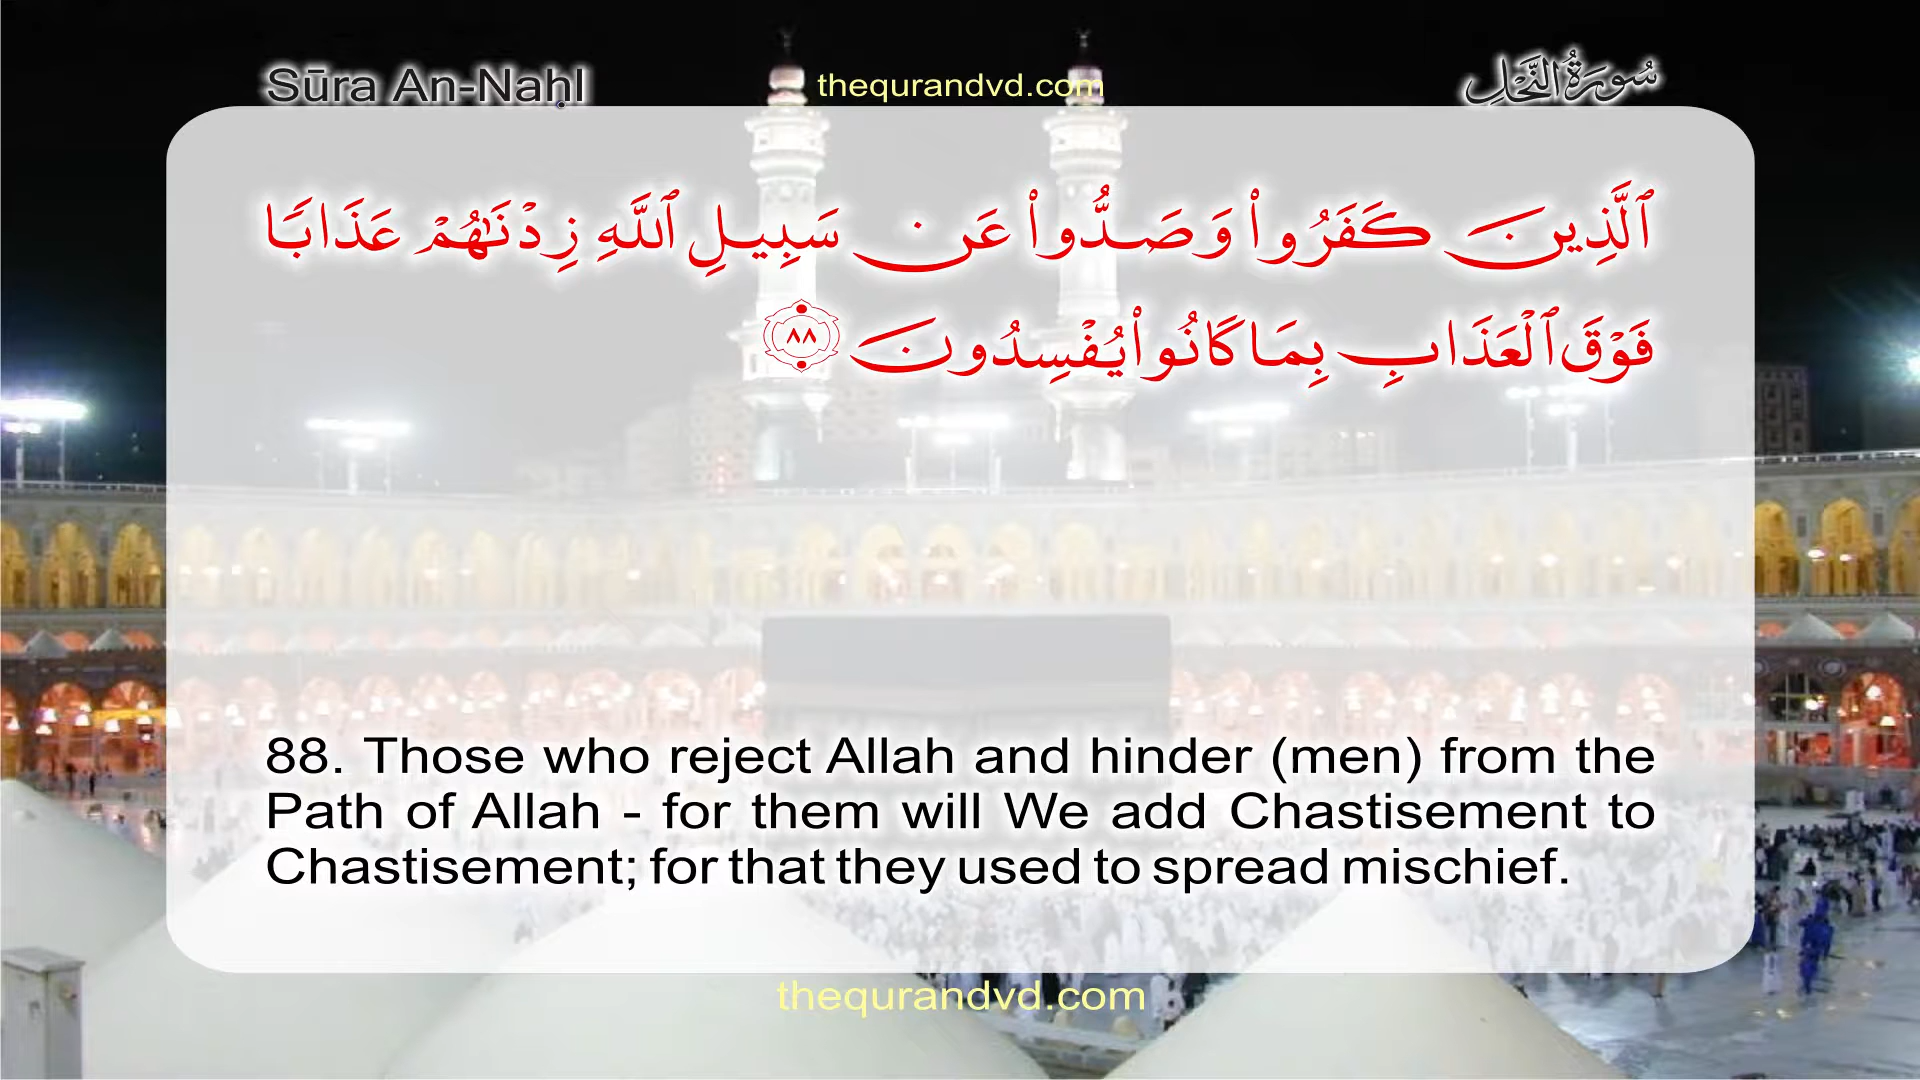 Sūra An-Naḥl
thequrandvd.com
سُورَةُ النَّحْلِ
ٱلَّذِينَ كَفَرُوا۟ وَصَدُّوا۟ عَن سَبِيلِ ٱللَّهِ زِدْنَٰهُمْ عَذَابًا
فَوْقَ ٱلْعَذَابِ بِمَا كَانُوا۟ يُفْسِدُونَ ٨٨
88. Those who reject Allah and hinder (men) from the
Path of Allah - for them will We add Chastisement to
Chastisement; for that they used to spread mischief.
thequrandvd.com